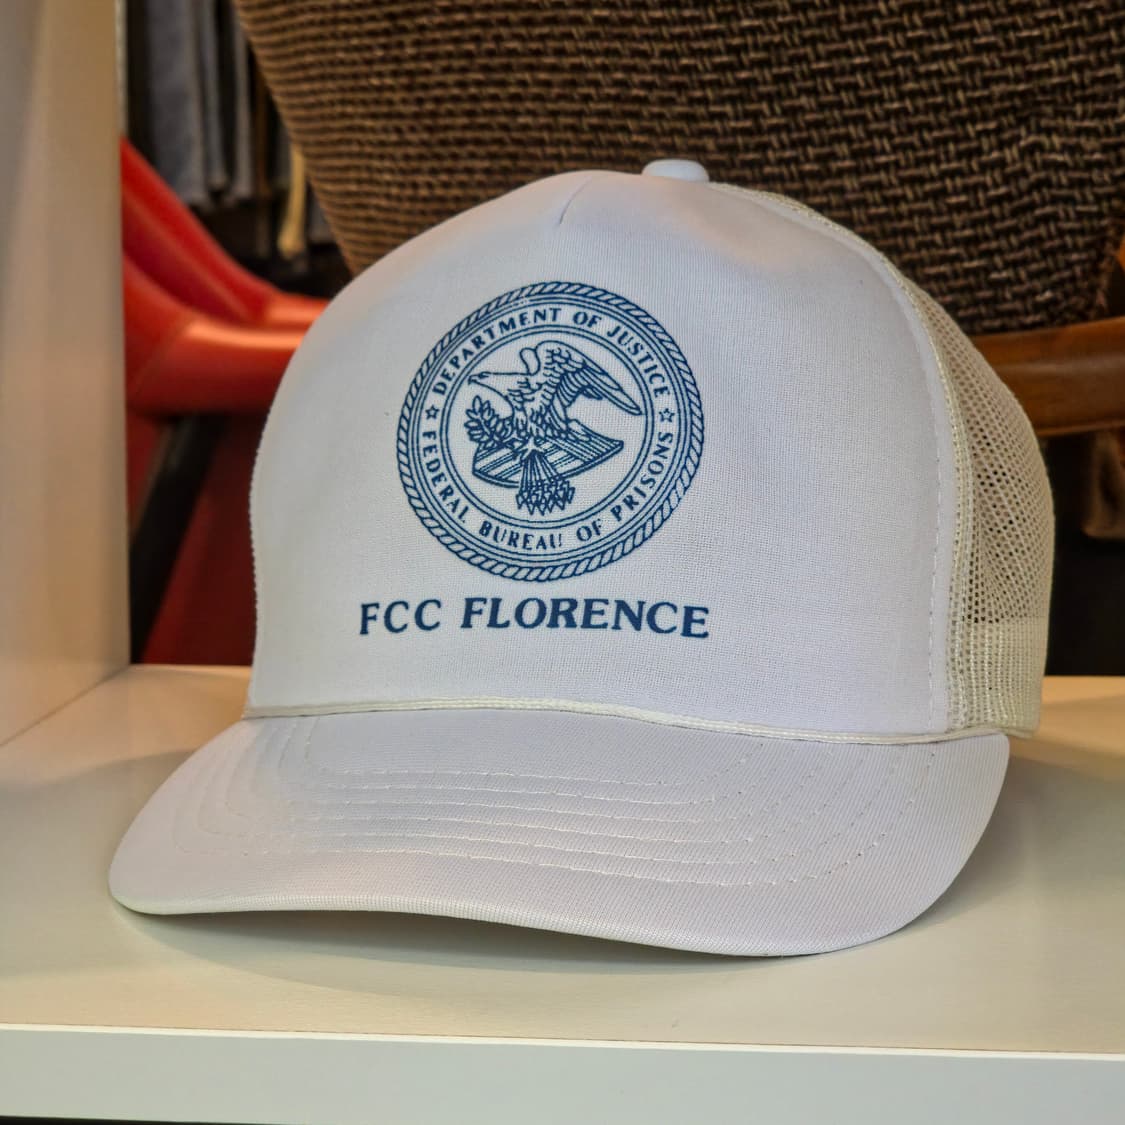 DEPARTMENT OF JUSTICE
FEDERAL BUREAU OF PRISONS
FCC FLORENCE